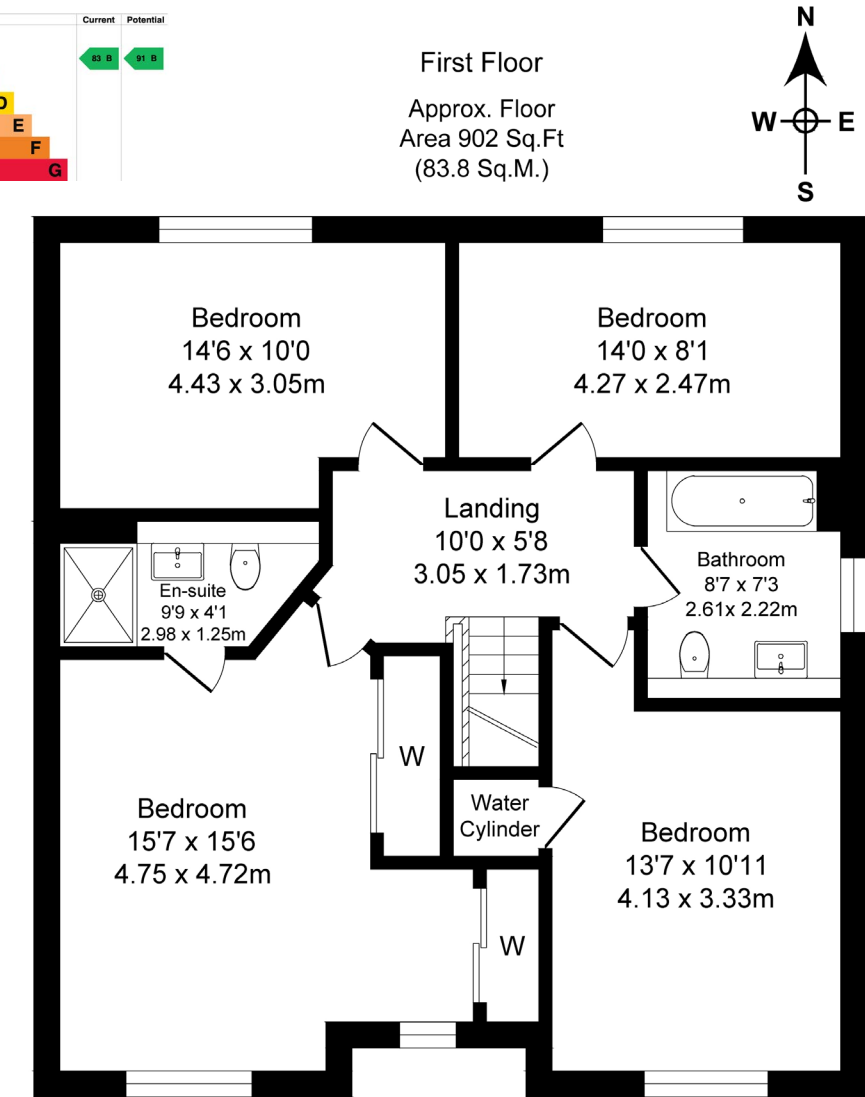 Current Potential
83 B 91 B
D
E
F
G
First Floor
Approx. Floor
Area 902 Sq.Ft
(83.8 Sq.M.)
N
W E
S
Bedroom
14'6 x 10'0
4.43 x 3.05m
Bedroom
14'0 x 8'1
4.27 x 2.47m
Landing
10'0 x 5'8
3.05 x 1.73m
En-suite
9'9 x 4'1
2.98 x 1.25m
Bathroom
8'7 x 7'3
2.61x 2.22m
W
Water
Cylinder
Bedroom
15'7 x 15'6
4.75 x 4.72m
Bedroom
13'7 x 10'11
4.13 x 3.33m
W